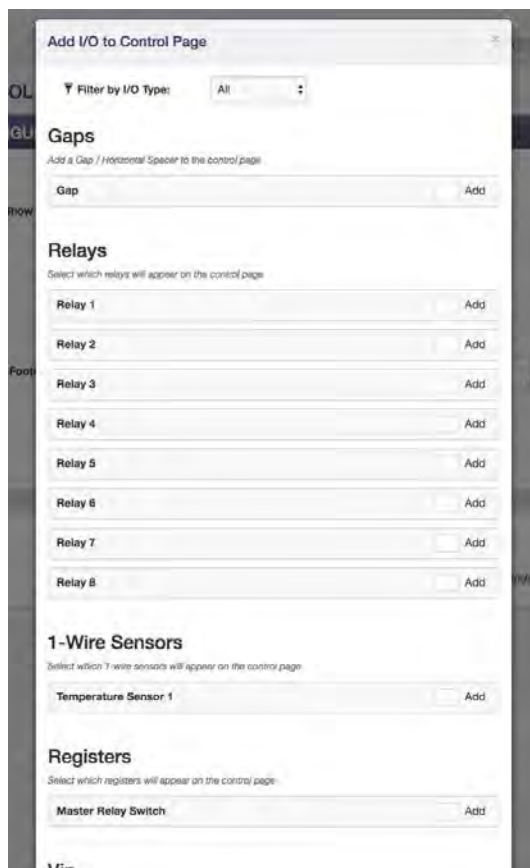 Add I/O to Control Page
×
Filter by I/O Type: All
Gaps
Add a Gap / Horizontal Spacer to the control page
Gap Add
Relays
Select which relays will appear on the control page
Relay 1 Add
Relay 2 Add
Relay 3 Add
Relay 4 Add
Relay 5 Add
Relay 6 Add
Relay 7 Add
Relay 8 Add
1-Wire Sensors
Select which 1-wire sensors will appear on the control page
Temperature Sensor 1 Add
Registers
Select which registers will appear on the control page
Master Relay Switch Add